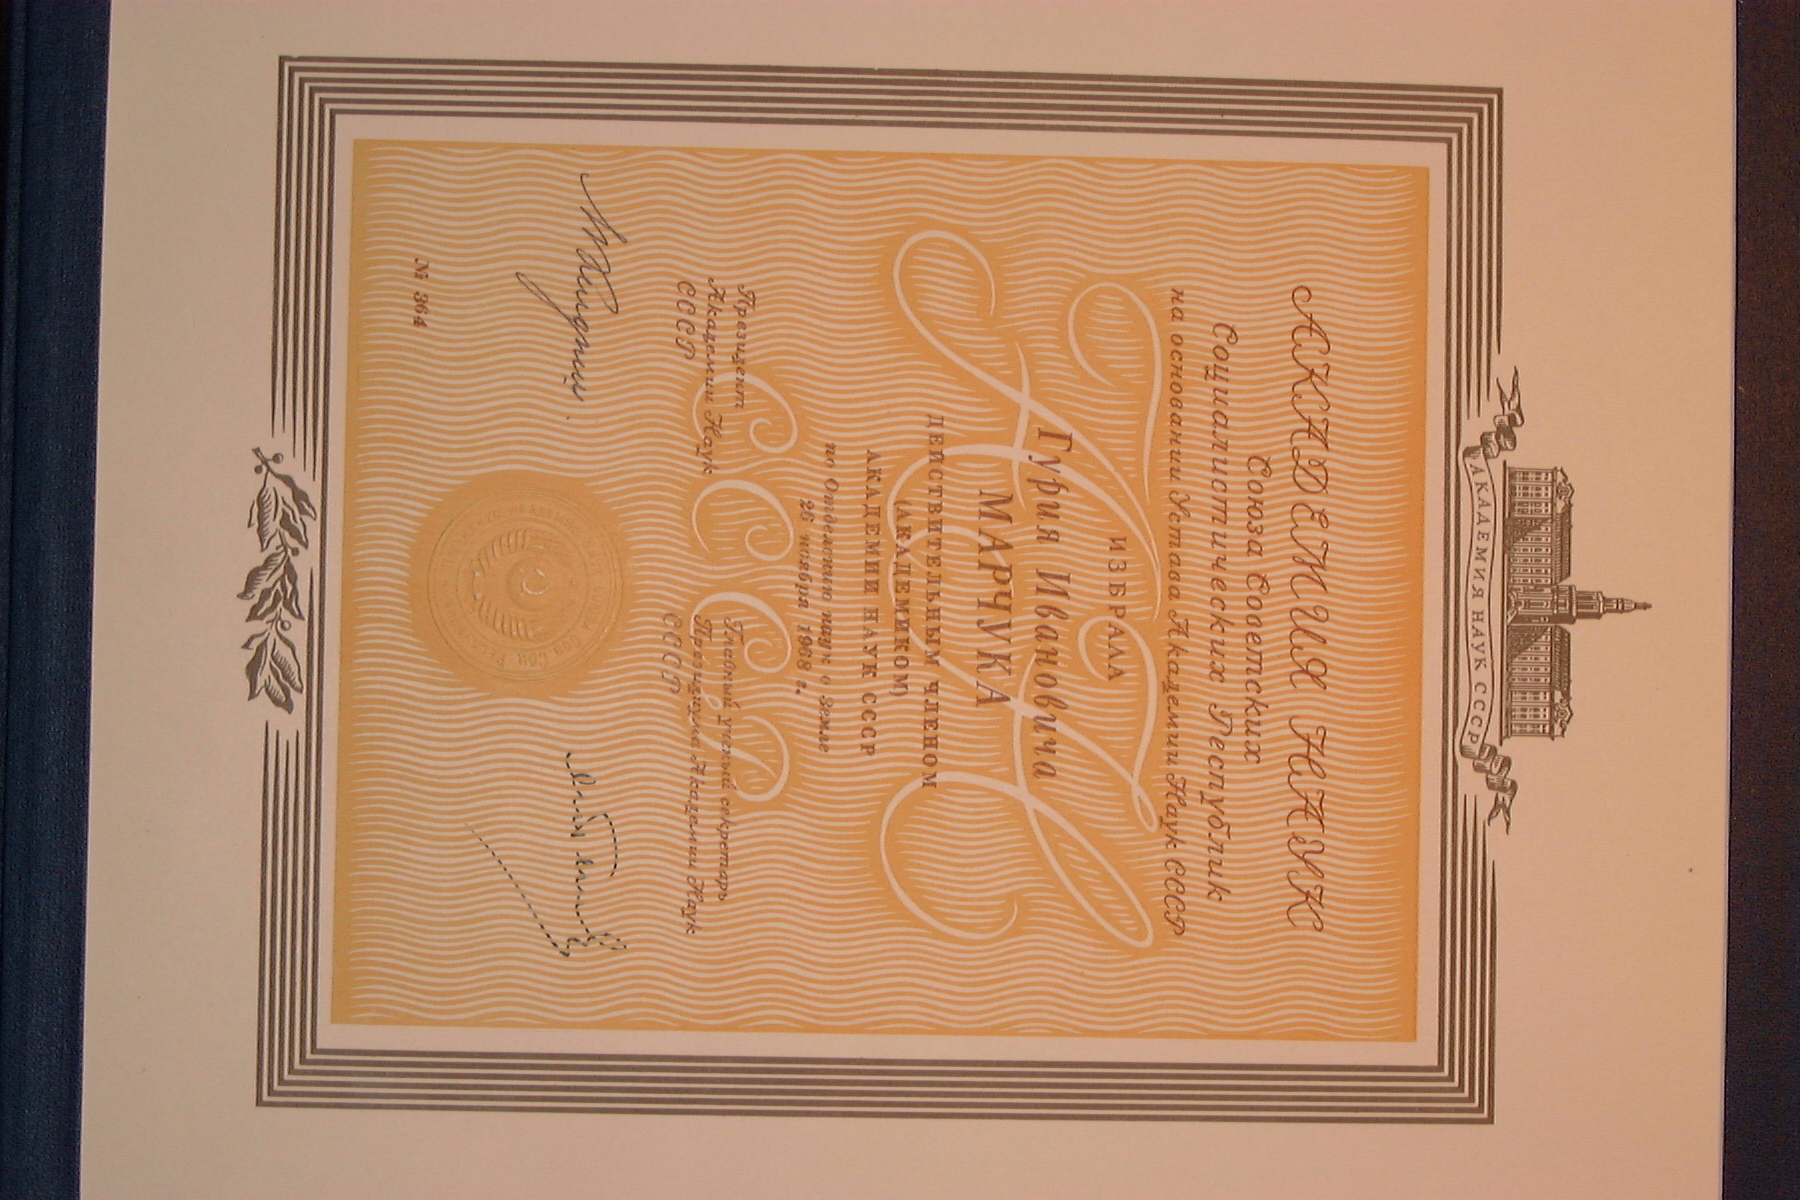 АКАДЕМИЯ НАУК СССР
АКАДЕМИЯ НАУК
Союза Советских
Социалистических Республик
на основании Устава Академии Наук СССР
ИЗБРАЛА
Гурия Ивановича
МАРЧУКА
ДЕЙСТВИТЕЛЬНЫМ ЧЛЕНОМ
(АКАДЕМИКОМ)
АКАДЕМИИ НАУК СССР
по Отделению наук о Земле
26 ноября 1968 г.
Президент
Академии Наук
СССР
Главный ученый секретарь
Президиума Академии Наук
СССР
№ 364